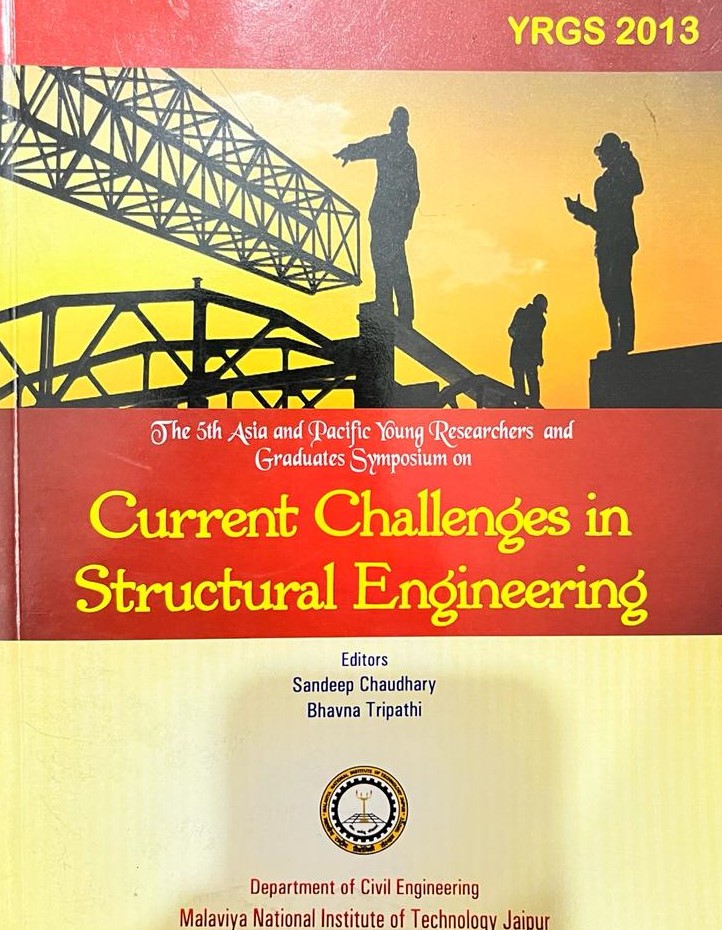 YRGS 2013
The 5th Asia and Pacific Young Researchers and
Graduates Symposium on
Current Challenges in
Structural Engineering
Editors
Sandeep Chaudhary
Bhavna Tripathi
Department of Civil Engineering
Malaviya National Institute of Technology Jaipur